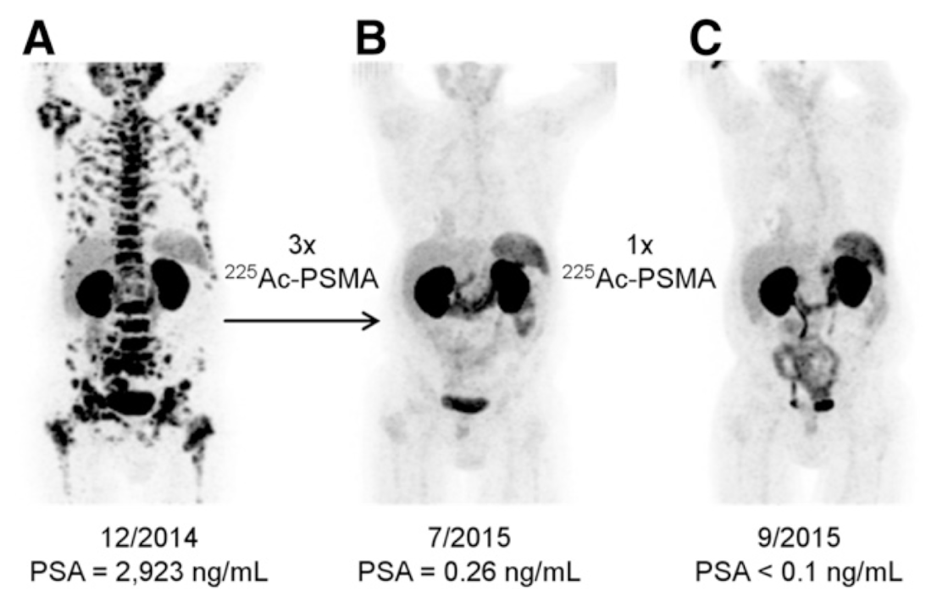 A
B
C
3x
²²⁵Ac-PSMA
1x
²²⁵Ac-PSMA
12/2014
PSA = 2,923 ng/mL
7/2015
PSA = 0.26 ng/mL
9/2015
PSA < 0.1 ng/mL